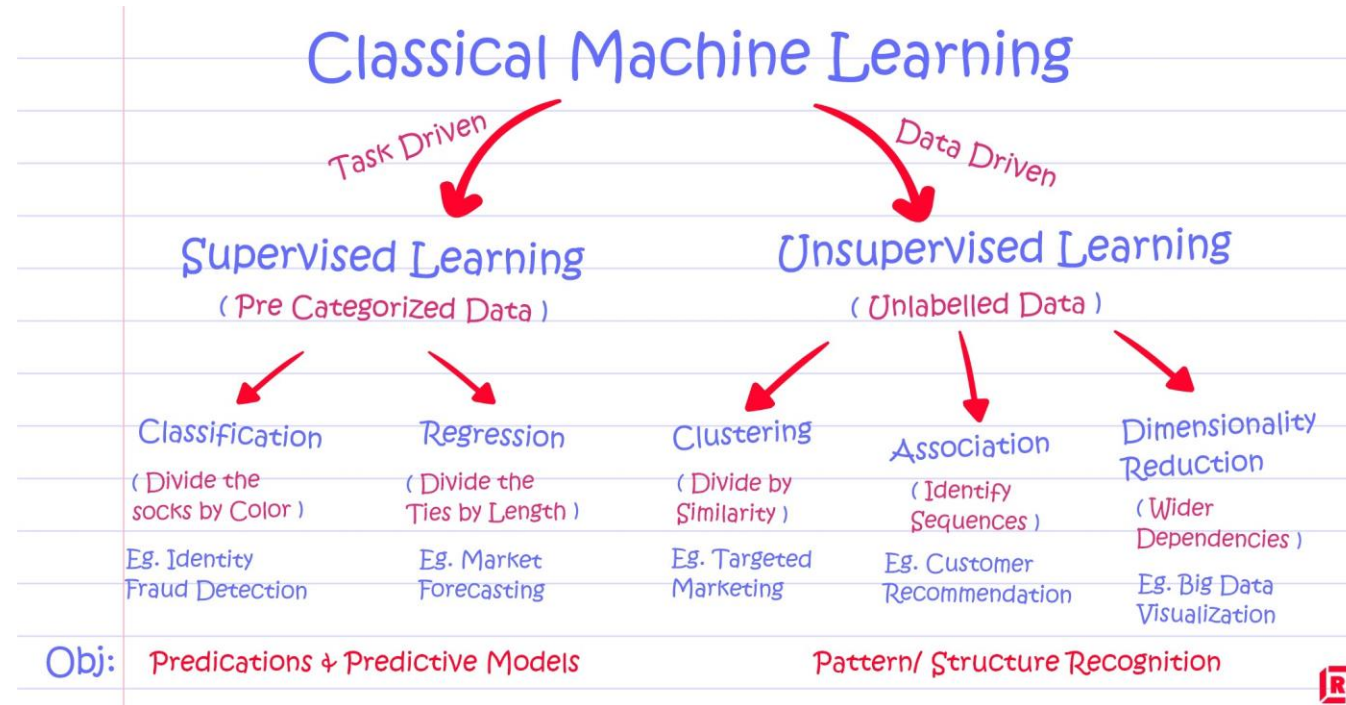 Classical Machine Learning
Task Driven
Data Driven
Supervised Learning
( Pre Categorized Data )
Unsupervised Learning
( Unlabelled Data )
Classification
( Divide the
socks by Color )
Eg. Identity
Fraud Detection
Regression
( Divide the
Ties by Length )
Eg. Market
Forecasting
Clustering
( Divide by
Similarity )
Eg. Targeted
Marketing
Association
( Identify
Sequences )
Eg. Customer
Recommendation
Dimensionality
Reduction
( Wider
Dependencies )
Eg. Big Data
Visualization
Obj:
Predications & Predictive Models
Pattern/ Structure Recognition
R